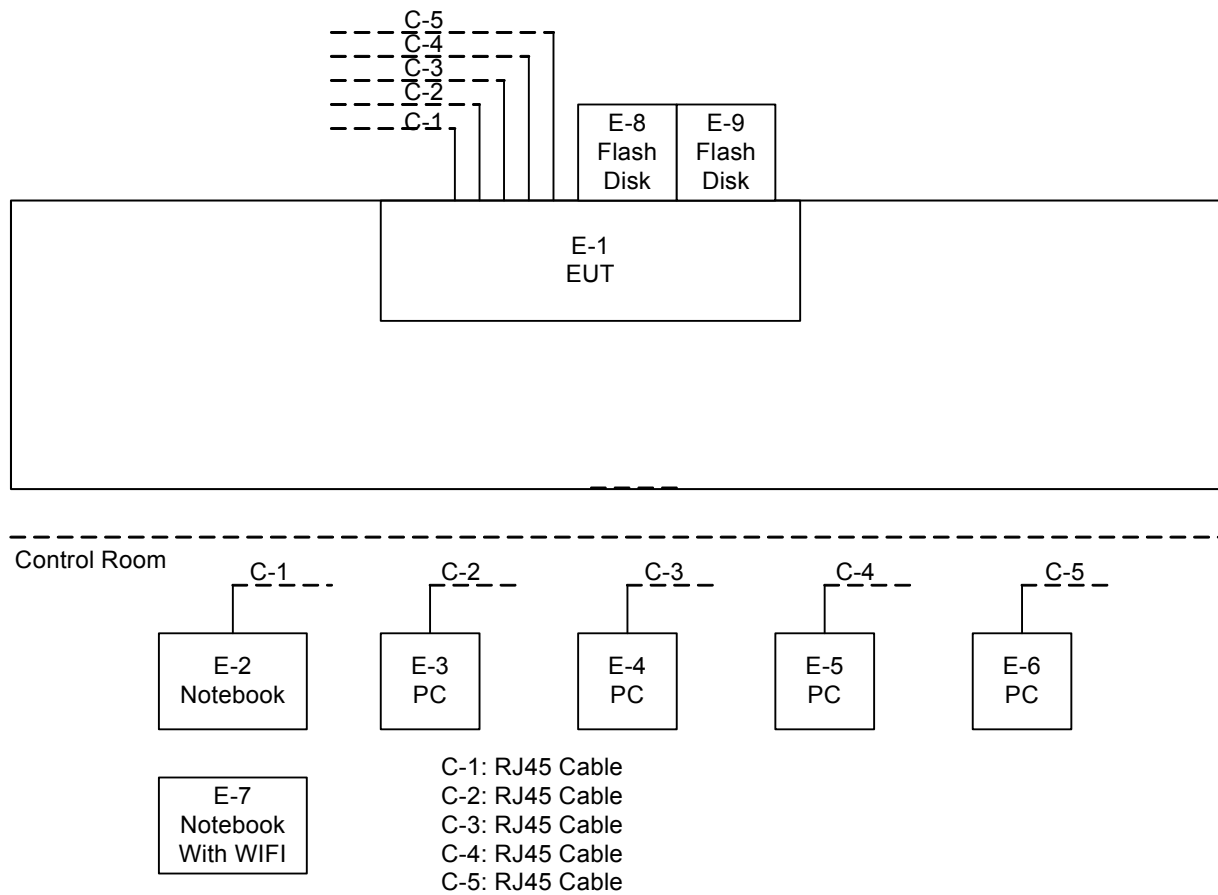 C-5
C-4
C-3
C-2
C-1
E-8
Flash
Disk
E-9
Flash
Disk
E-1
EUT
Control Room
C-1
C-2
C-3
C-4
C-5
E-2
Notebook
E-3
PC
E-4
PC
E-5
PC
E-6
PC
E-7
Notebook
With WIFI
C-1: RJ45 Cable
C-2: RJ45 Cable
C-3: RJ45 Cable
C-4: RJ45 Cable
C-5: RJ45 Cable